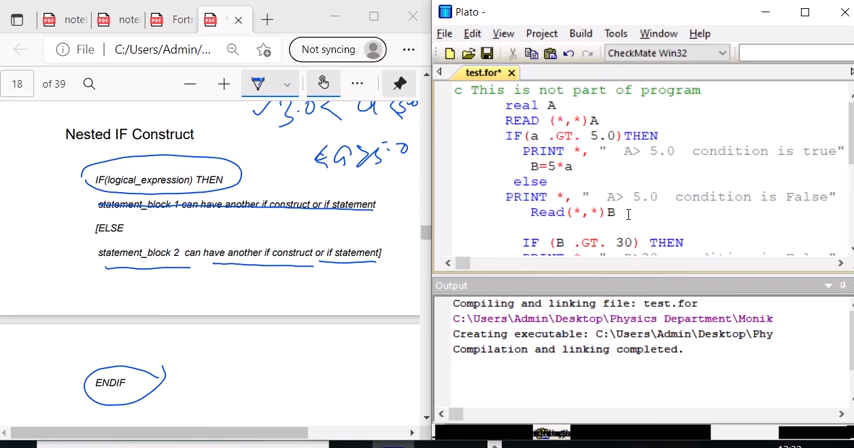 note
note
Fort
File
C:/Users/Admin/...
Not syncing
18
of 39
Nested IF Construct
IF(logical_expression) THEN
statement_block 1 can have another if construct or if statement
[ELSE
statement_block 2 can have another if construct or if statement]
ENDIF
Plato -
File Edit View Project Build Tools Window Help
CheckMate Win32
test.for*
c This is not part of program
real A
READ (*,*)A
IF(a .GT. 5.0)THEN
PRINT *, " A> 5.0 condition is true"
B=5*a
else
PRINT *, " A> 5.0 condition is False"
Read(*,*)B
IF (B .GT. 30) THEN
Output
Compiling and linking file: test.for
C:\Users\Admin\Desktop\Physics Department\Monik
Creating executable: C:\Users\Admin\Desktop\Phy
Compilation and linking completed.